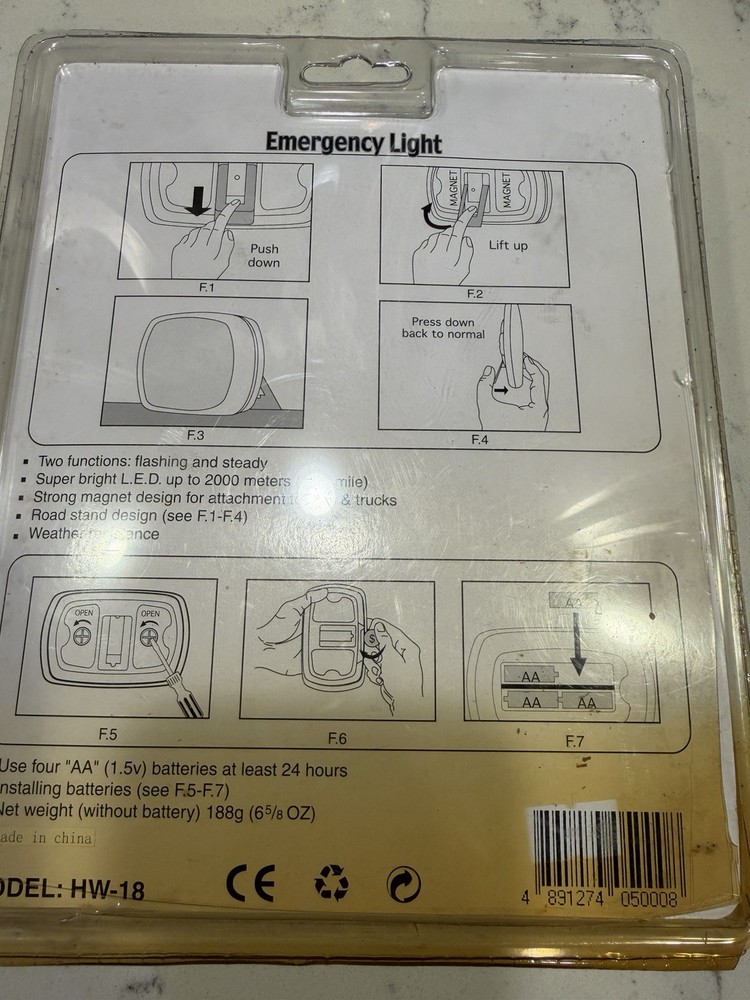 Emergency Light
Push
down
F.1
MAGNET
MAGNET
Lift up
F.2
F.3
Press down
back to normal
F.4
▪ Two functions: flashing and steady
▪ Super bright L.E.D. up to 2000 meters ( mile)
▪ Strong magnet design for attachment & trucks
▪ Road stand design (see F.1-F.4)
▪
OPEN
OPEN
F.5
$
F.6
AA
AA
AA
AA
F.7
Use four "AA" (1.5v) batteries at least 24 hours
nstalling batteries (see F.5-F.7)
Net weight (without battery) 188g (6 5/8 OZ)
ade in china
ODEL: HW-18
CE
4 891274 050008